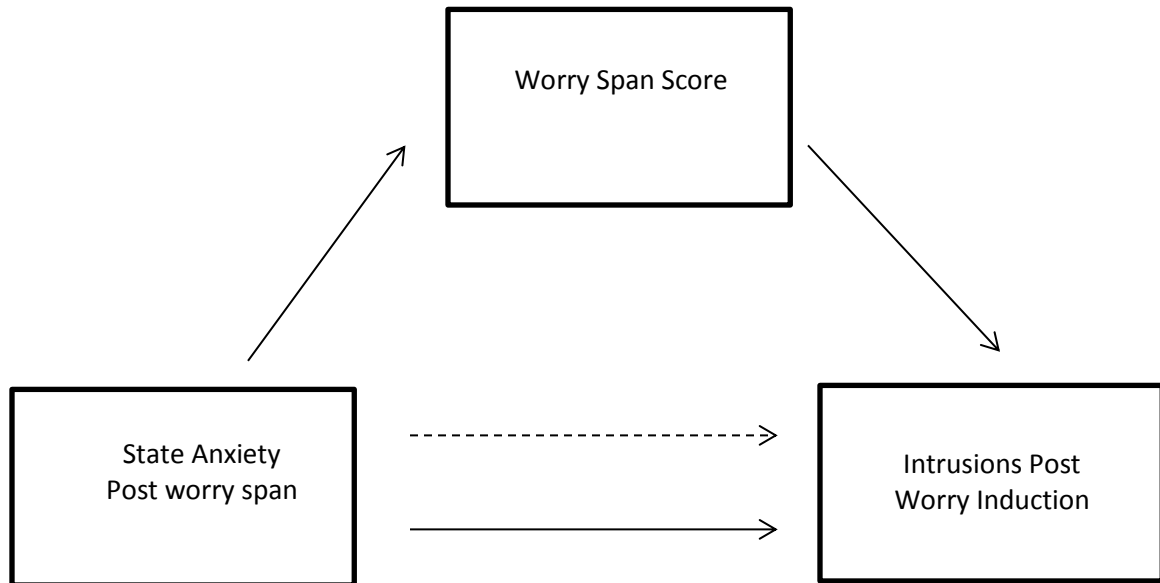 Worry Span Score
State Anxiety
Post worry span
Intrusions Post
Worry Induction